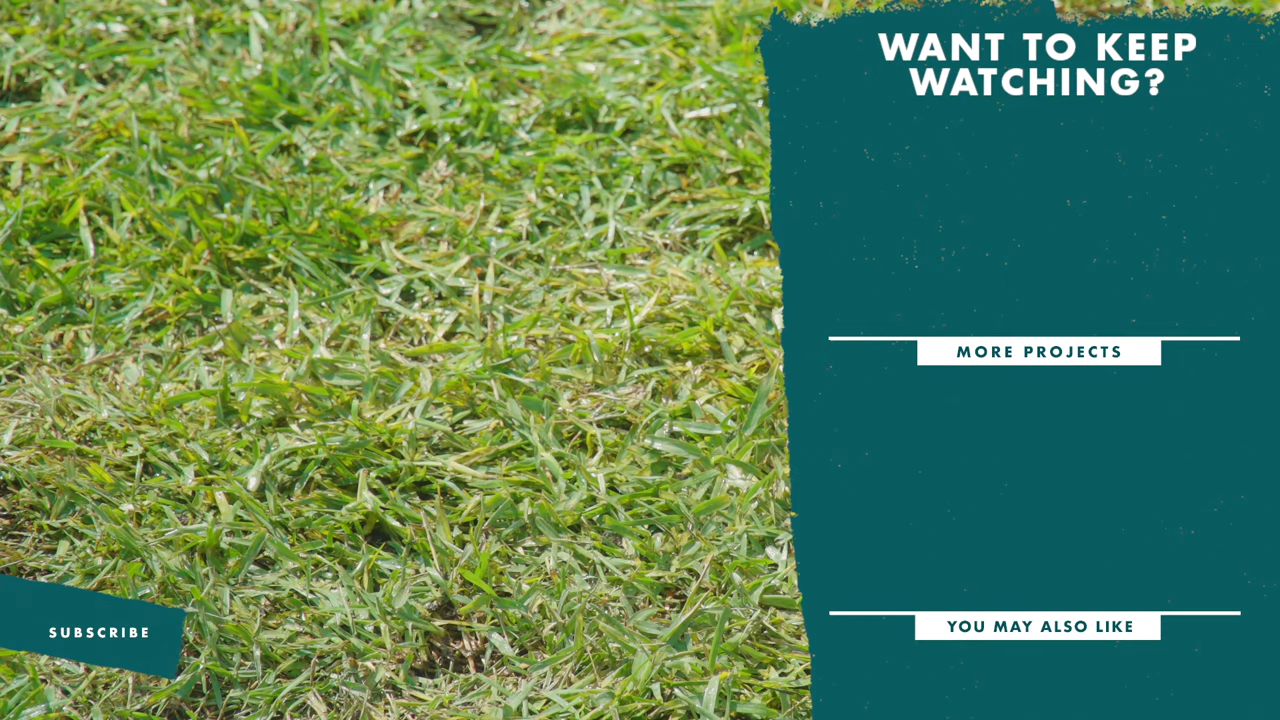 WANT TO KEEP
WATCHING?
MORE PROJECTS
YOU MAY ALSO LIKE
SUBSCRIBE